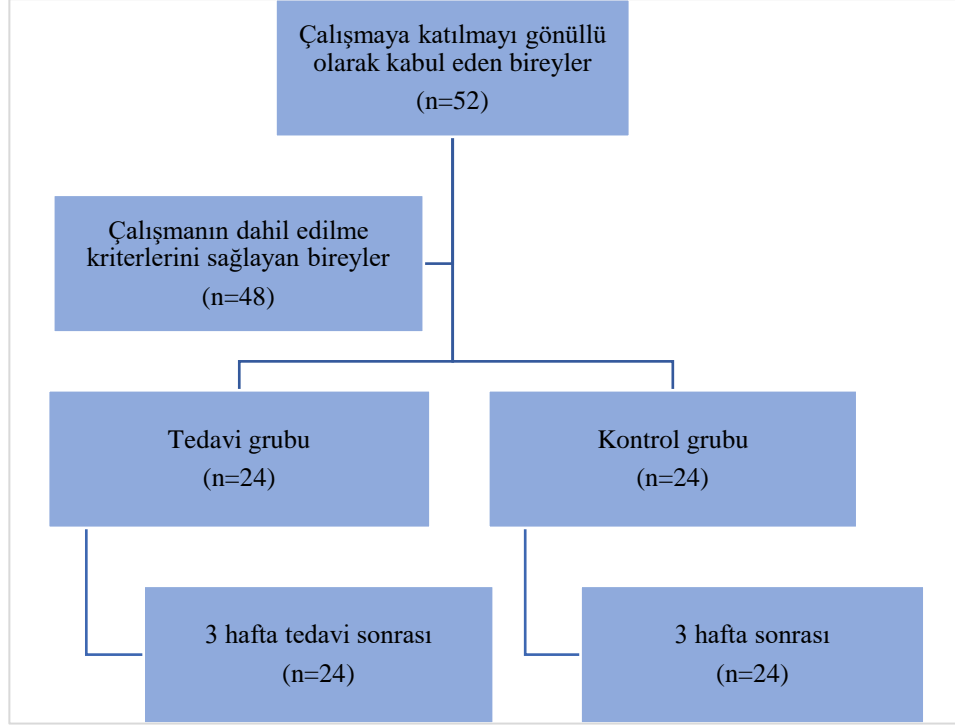 Çalışmaya katılmayı gönüllü
olarak kabul eden bireyler
(n=52)
Çalışmanın dahil edilme
kriterlerini sağlayan bireyler
(n=48)
Tedavi grubu
(n=24)
Kontrol grubu
(n=24)
3 hafta tedavi sonrası
(n=24)
3 hafta sonrası
(n=24)